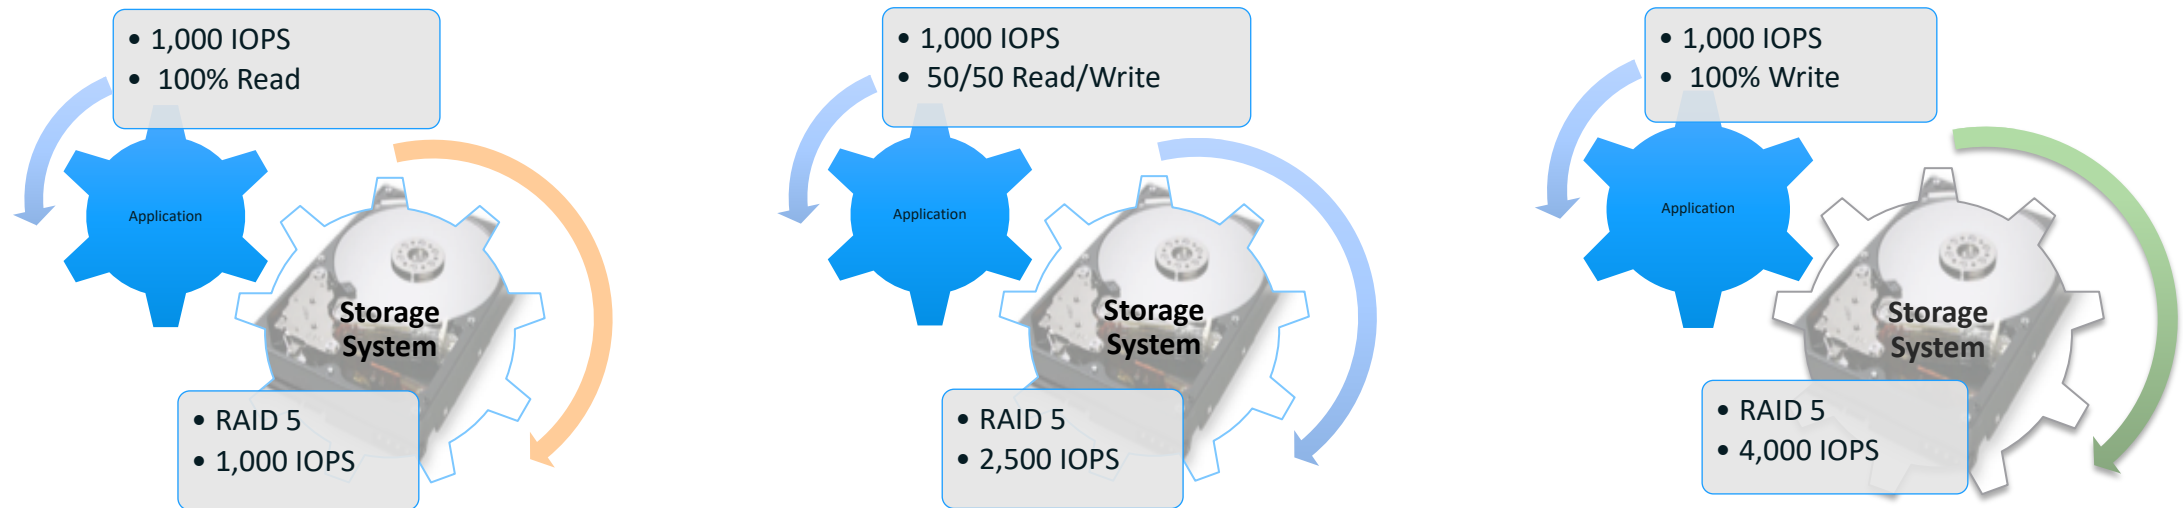 • 1,000 IOPS
• 100% Read
Application
Storage
System
• RAID 5
• 1,000 IOPS
• 1,000 IOPS
• 50/50 Read/Write
Application
Storage
System
• RAID 5
• 2,500 IOPS
• 1,000 IOPS
• 100% Write
Application
Storage
System
• RAID 5
• 4,000 IOPS